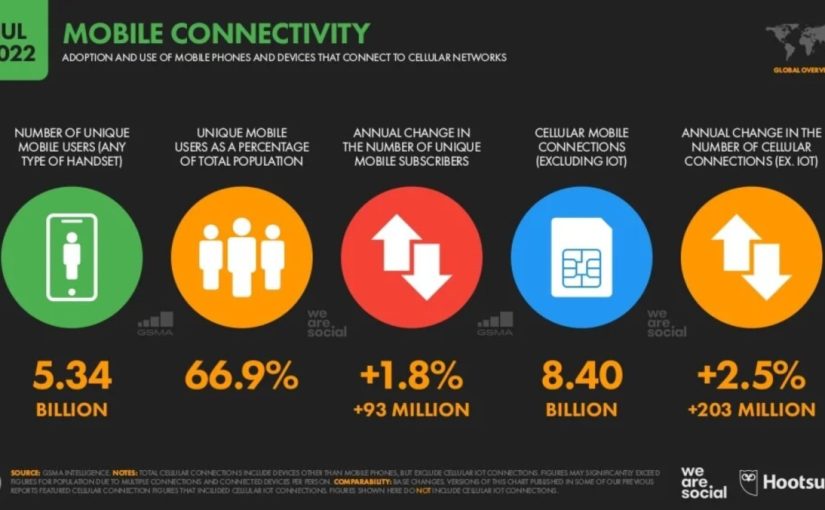 UL
2022
MOBILE CONNECTIVITY
ADOPTION AND USE OF MOBILE PHONES AND DEVICES THAT CONNECT TO CELLULAR NETWORKS
GLOBAL OVERVI
NUMBER OF UNIQUE
MOBILE USERS (ANY
TYPE OF HANDSET)
UNIQUE MOBILE
USERS AS A PERCENTAGE
OF TOTAL POPULATION
ANNUAL CHANGE IN
THE NUMBER OF UNIQUE
MOBILE SUBSCRIBERS
CELLULAR MOBILE
CONNECTIONS
(EXCLUDING IOT)
ANNUAL CHANGE IN THE
NUMBER OF CELLULAR
CONNECTIONS (EX. IOT)
GSMA
we
are
social
GSMA
we
are
social
5.34
BILLION
66.9%
+1.8%
+93 MILLION
8.40
BILLION
+2.5%
+203 MILLION
SOURCE: GSMA INTELLIGENCE. NOTES: TOTAL CELLULAR CONNECTIONS INCLUDE DEVICES OTHER THAN MOBILE PHONES, BUT EXCLUDE CELLULAR IOT CONNECTIONS. FIGURES MAY SIGNIFICANTLY EXCEED
FIGURES FOR POPULATION DUE TO MULTIPLE CONNECTIONS AND CONNECTED DEVICES PER PERSON. COMPARABILITY: BASE CHANGES. VERSIONS OF THIS CHART PUBLISHED IN SOME OF OUR PREVIOUS
REPORTS FEATURED CELLULAR CONNECTION FIGURES THAT INCLUDED CELLULAR IOT CONNECTIONS. FIGURES SHOWN HERE DO NOT INCLUDE CELLULAR IOT CONNECTIONS.
we
are
social
Hootsu